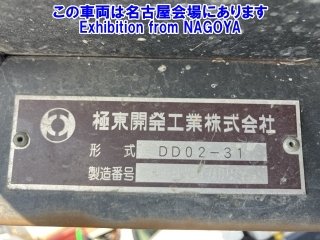 この車両は名古屋会場にあります
Exhibition from NAGOYA
極東開発工業株式会社
形式 DD02-31
製造番号